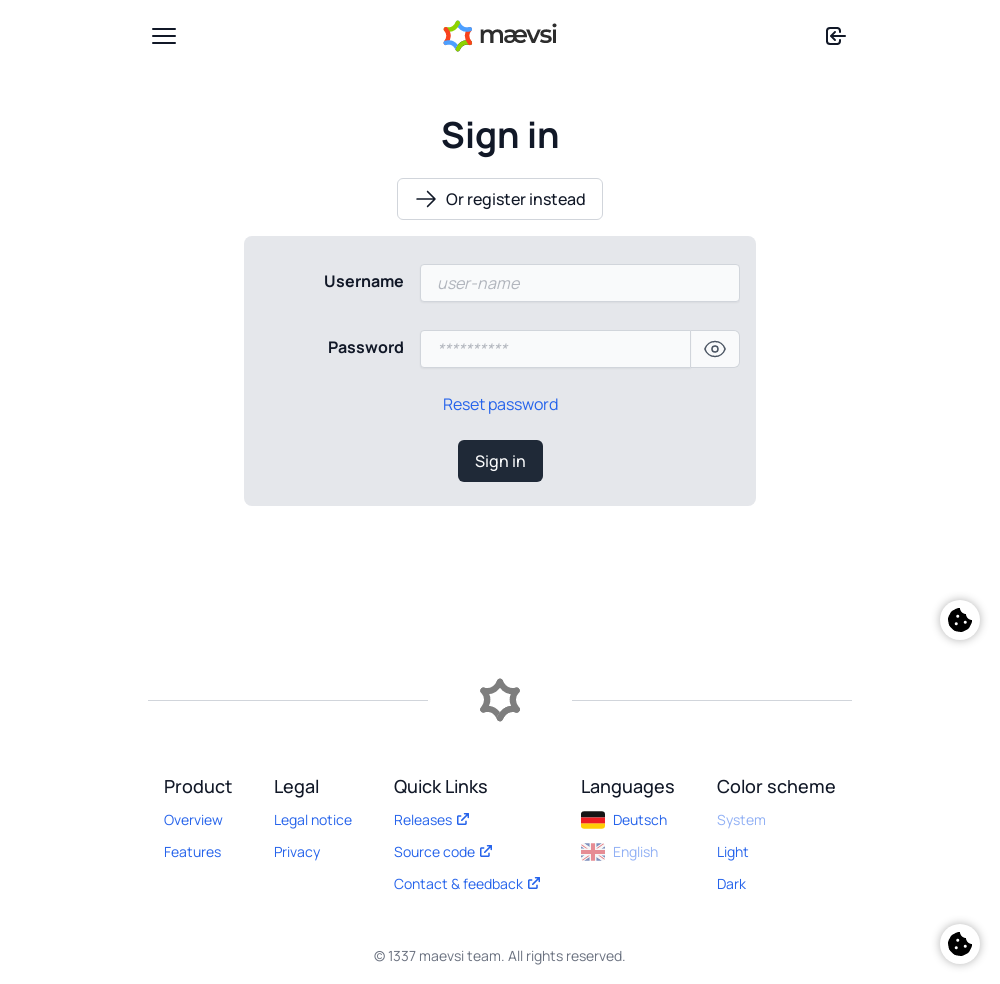 mævsi
Sign in
Or register instead
Username
user-name
Password
**********
Reset password
Sign in
Product
Overview
Features
Legal
Legal notice
Privacy
Quick Links
Releases
Source code
Contact & feedback
Languages
Deutsch
English
Color scheme
System
Light
Dark
© 1337 maevsi team. All rights reserved.